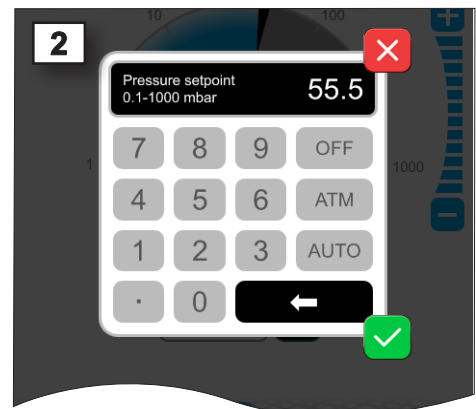 2
10
100
Pressure setpoint
0.1-1000 mbar
55.5
7 8 9 OFF
1
1000
4 5 6 ATM
1 2 3 AUTO
. 0